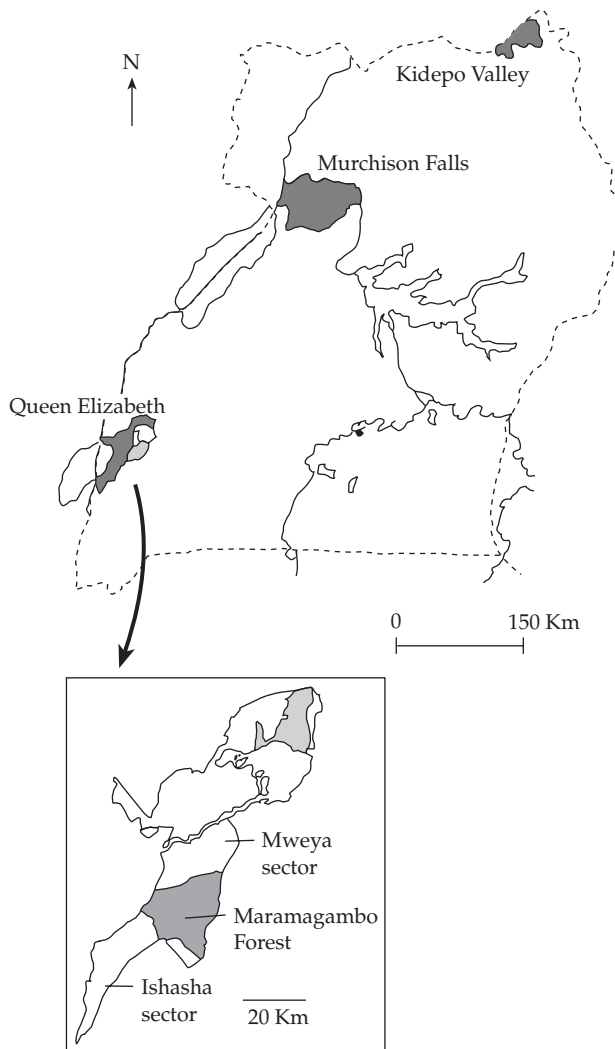 Kidepo Valley
N
Murchison Falls
Queen Elizabeth
0 150 Km
Mweya
sector
Maramagambo
Forest
Ishasha
sector
20 Km